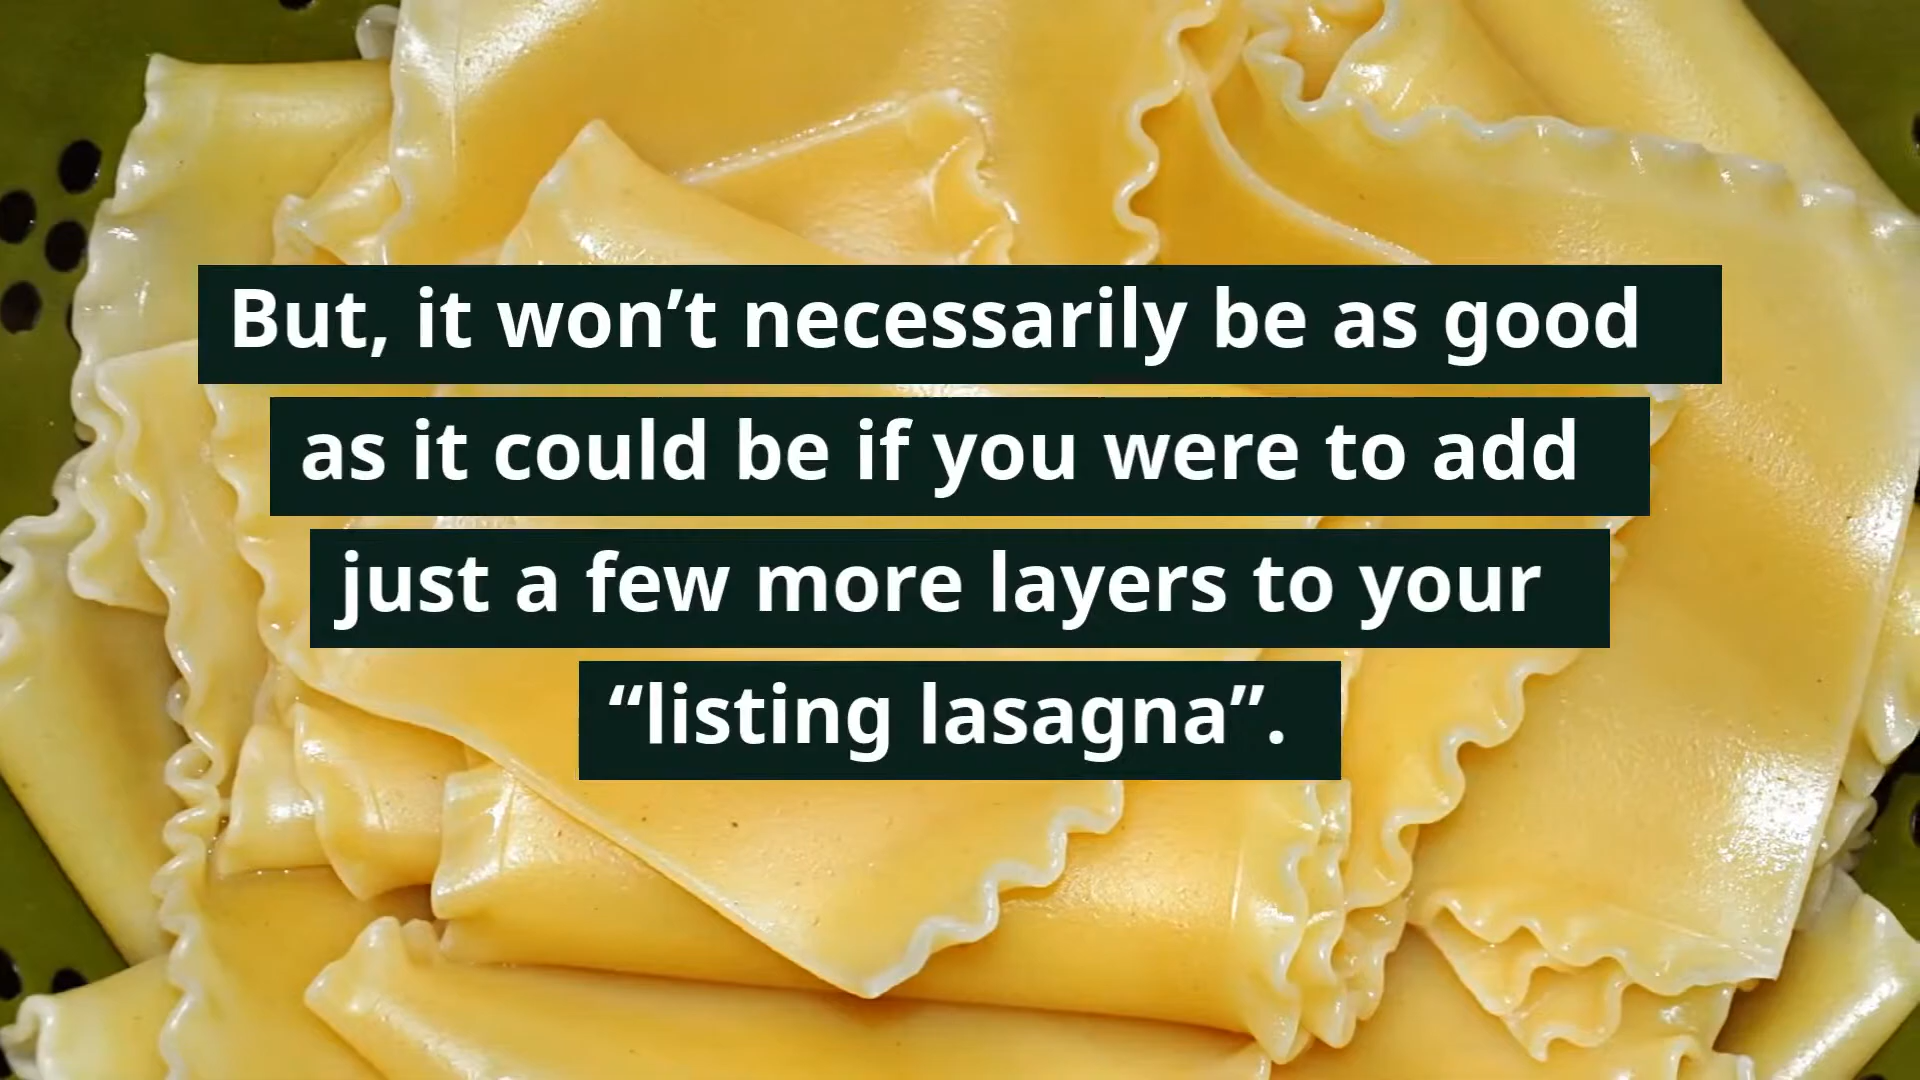 But, it won’t necessarily be as good
as it could be if you were to add
just a few more layers to your
“listing lasagna”.